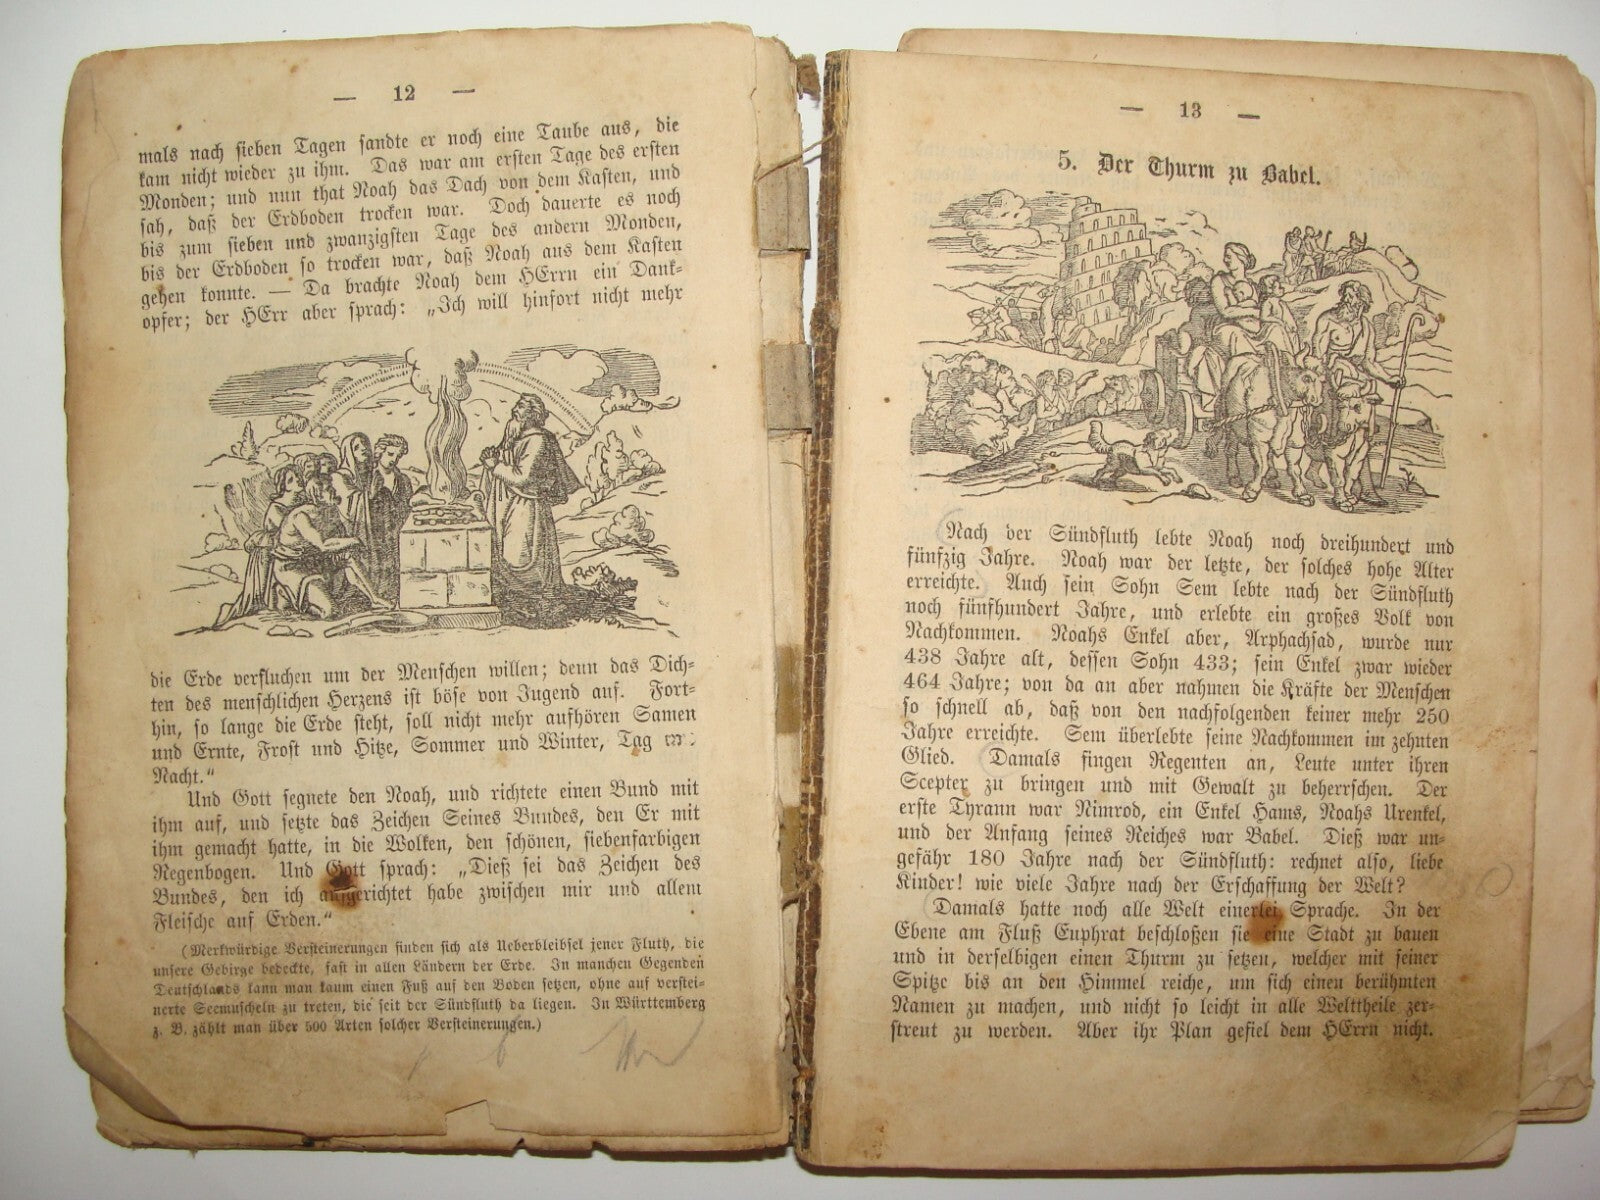 — 12 —
mals nach sieben Tagen sandte er noch eine Taube aus, die
kam nicht wieder zu ihm. Das war am ersten Tage des ersten
Monden; und nun that Noah das Dach von dem Kasten, und
sah, daß der Erdboden trocken war. Doch dauerte es noch
bis zum sieben und zwanzigsten Tage des andern Monden,
bis der Erdboden so trocken war, daß Noah aus dem Kasten
gehen konnte. — Da brachte Noah dem HErrn ein Dank-
opfer; der HErr aber sprach: „Ich will hinfort nicht mehr
die Erde verfluchen um der Menschen willen; denn das Dich-
ten des menschlichen Herzens ist böse von Jugend auf. Fort-
hin, so lange die Erde steht, soll nicht mehr aufhören Samen
und Ernte, Frost und Hitze, Sommer und Winter, Tag
Nacht.“
Und Gott segnete den Noah, und richtete einen Bund mit
ihm auf, und setzte das Zeichen Seines Bundes, den Er mit
ihm gemacht hatte, in die Wolken, den schönen, siebenfarbigen
Regenbogen. Und Gott sprach: „Dieß sei das Zeichen des
Bundes, den ich aufgerichtet habe zwischen mir und allem
Fleische auf Erden.“
(Merkwürdige Versteinerungen finden sich als Ueberbleibsel jener Fluth, die
unsere Gebirge bedeckte, fast in allen Ländern der Erde. In manchen Gegenden
Deutschlands kann man kaum einen Fuß auf den Boden setzen, ohne auf verstei-
nerte Seemuscheln zu treten, die seit der Sündfluth da liegen. In Württemberg
z. B. zählt man über 500 Arten solcher Versteinerungen.)
— 13 —
5. Der Thurm zu Babel.
Nach der Sündfluth lebte Noah noch dreihundert und
fünfzig Jahre. Noah war der letzte, der solches hohe Alter
erreichte. Auch sein Sohn Sem lebte nach der Sündfluth
noch fünfhundert Jahre, und erlebte ein großes Volk von
Nachkommen. Noahs Enkel aber, Arphachsad, wurde nur
438 Jahre alt, dessen Sohn 433; sein Enkel zwar wieder
464 Jahre; von da an aber nahmen die Kräfte der Menschen
so schnell ab, daß von den nachfolgenden keiner mehr 250
Jahre erreichte. Sem überlebte seine Nachkommen im zehnten
Glied. Damals fingen Regenten an, Leute unter ihren
Scepter zu bringen und mit Gewalt zu beherrschen. Der
erste Tyrann war Nimrod, ein Enkel Hams, Noahs Urenkel,
und der Anfang seines Reiches war Babel. Dieß war un-
gefähr 180 Jahre nach der Sündfluth: rechnet also, liebe
Kinder! wie viele Jahre nach der Erschaffung der Welt?
Damals hatte noch alle Welt einerlei Sprache. In der
Ebene am Fluß Euphrat beschloßen sie eine Stadt zu bauen
und in derselbigen einen Thurm zu setzen, welcher mit seiner
Spitze bis an den Himmel reiche, um sich einen berühmten
Namen zu machen, und nicht so leicht in alle Welttheile zer-
streut zu werden. Aber ihr Plan gefiel dem HErrn nicht.